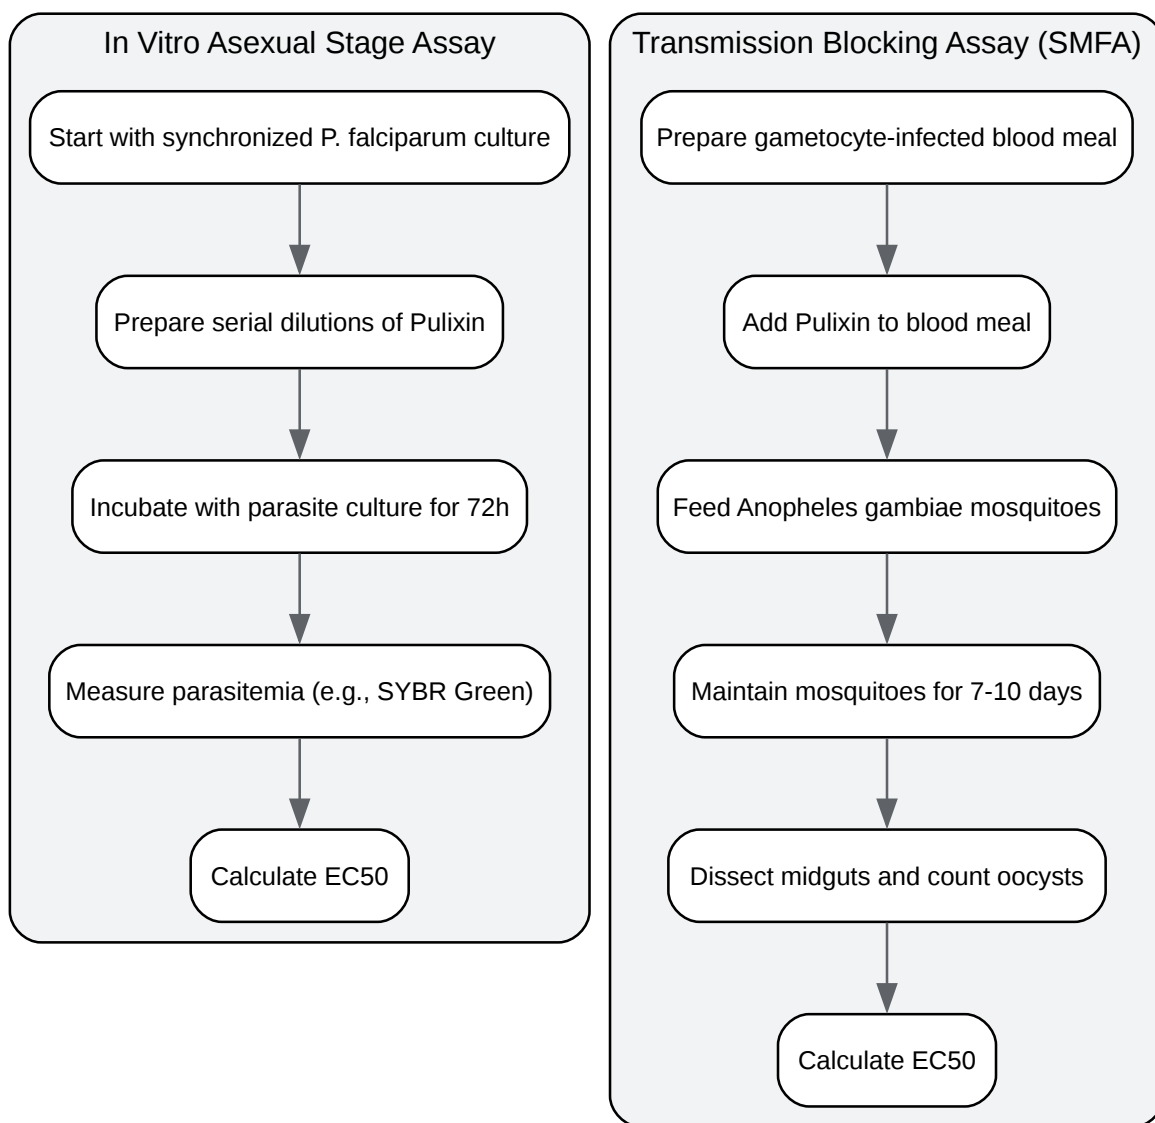 In Vitro Asexual Stage Assay
Start with synchronized P. falciparum culture
Prepare serial dilutions of Pulixin
Incubate with parasite culture for 72h
Measure parasitemia (e.g., SYBR Green)
Calculate EC50
Transmission Blocking Assay (SMFA)
Prepare gametocyte-infected blood meal
Add Pulixin to blood meal
Feed Anopheles gambiae mosquitoes
Maintain mosquitoes for 7-10 days
Dissect midguts and count oocysts
Calculate EC50